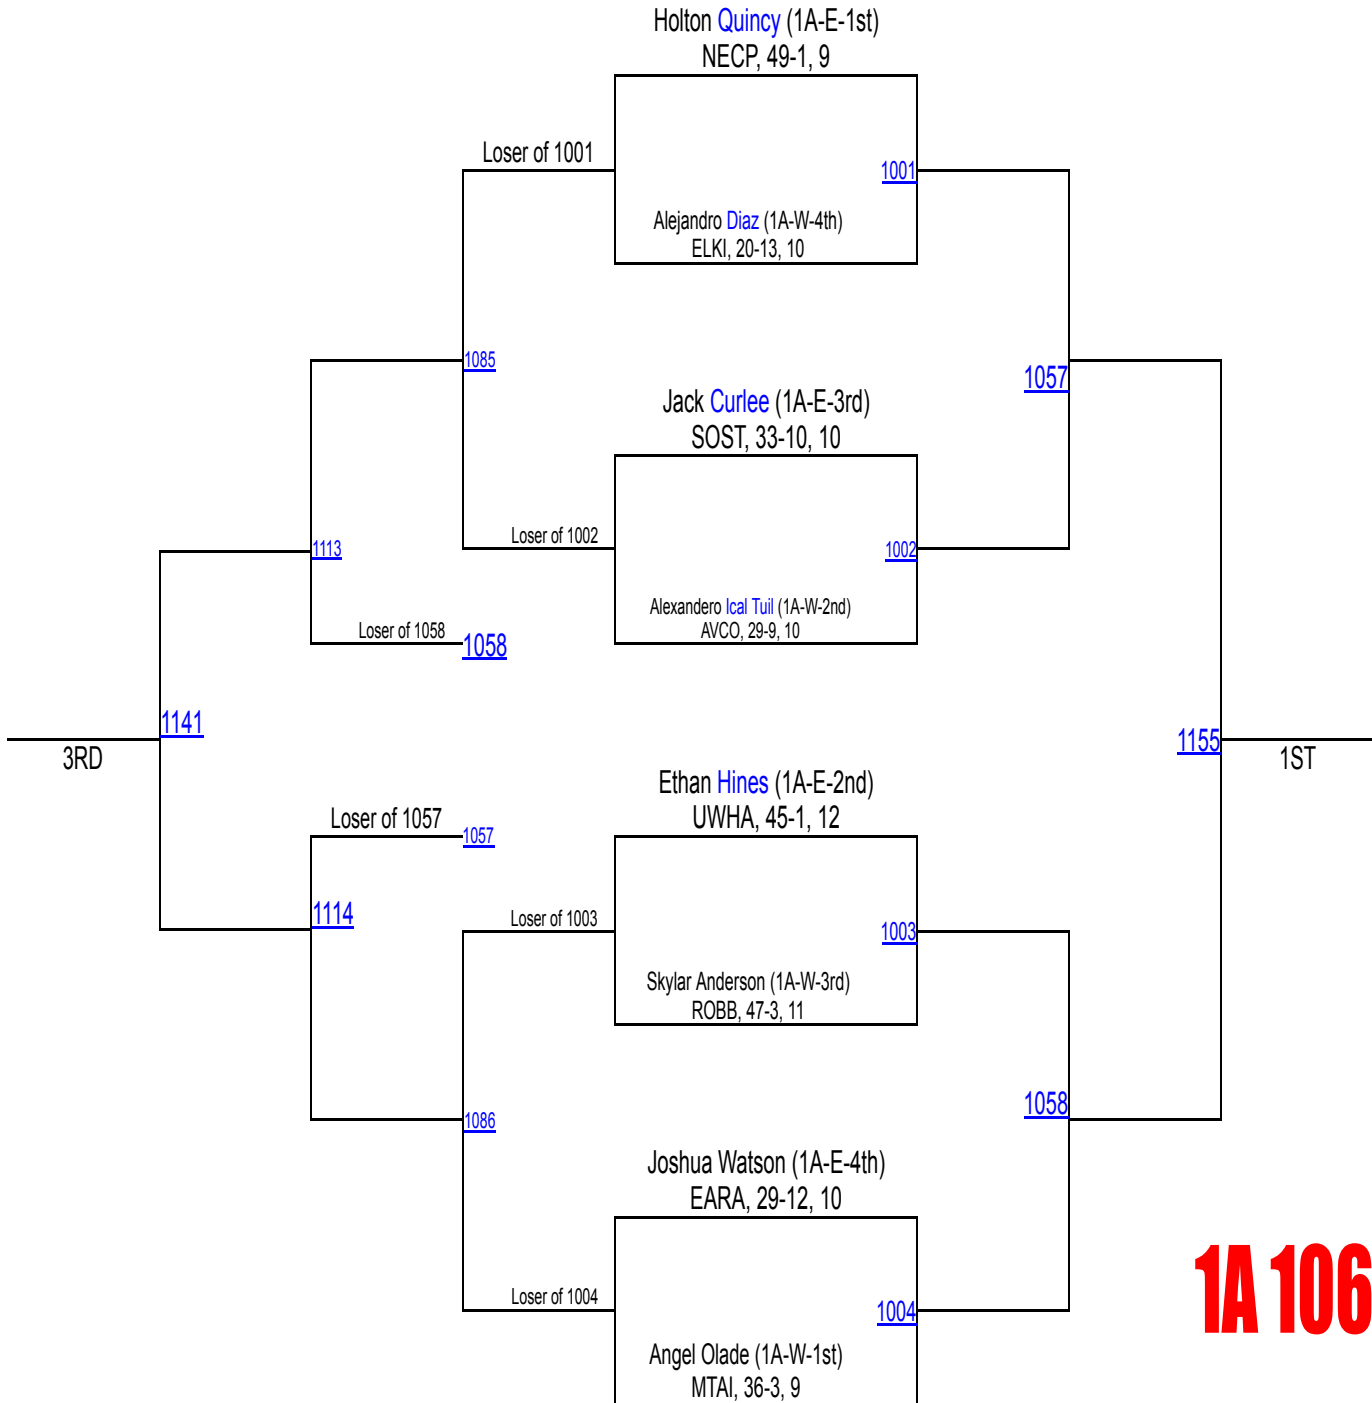 Holton Quincy (1A-E-1st)
NECP, 49-1, 9
Loser of 1001
1001
Alejandro Diaz (1A-W-4th)
ELKI, 20-13, 10
1085
1057
Jack Curlee (1A-E-3rd)
SOST, 33-10, 10
Loser of 1002
1002
1113
Alexandero Ical Tuil (1A-W-2nd)
AVCO, 29-9, 10
Loser of 1058
1058
1141
3RD
1155
1ST
Ethan Hines (1A-E-2nd)
UWHA, 45-1, 12
Loser of 1057
1057
1114
Loser of 1003
1003
Skylar Anderson (1A-W-3rd)
ROBB, 47-3, 11
1086
1058
Joshua Watson (1A-E-4th)
EARA, 29-12, 10
Loser of 1004
1004
Angel Olade (1A-W-1st)
MTAI, 36-3, 9
1A 106